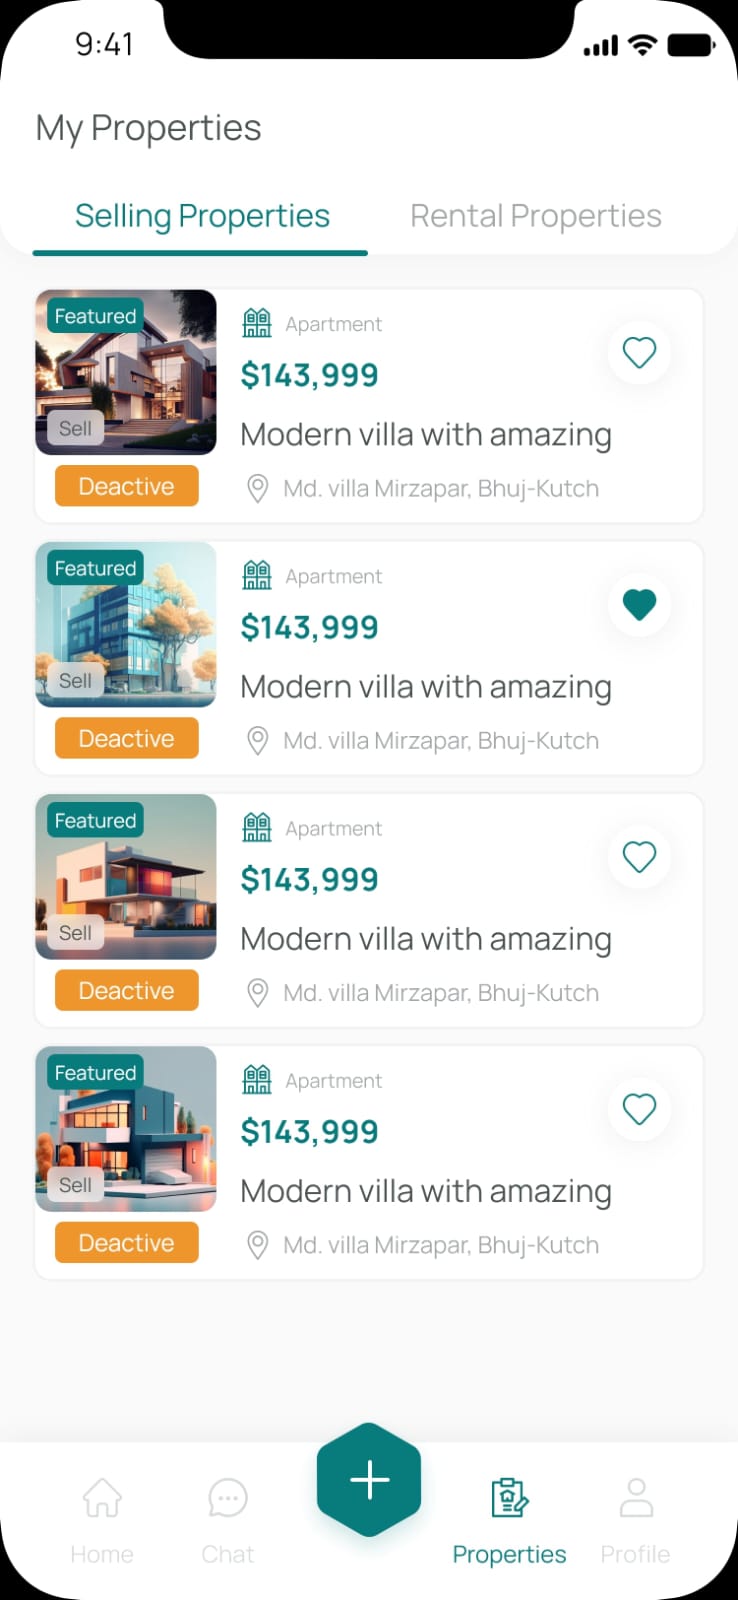 9:41
My Properties
Selling Properties Rental Properties
Featured
Sell
Deactive
Apartment
$143,999
Modern villa with amazing
Md. villa Mirzapar, Bhuj-Kutch
Featured
Sell
Deactive
Apartment
$143,999
Modern villa with amazing
Md. villa Mirzapar, Bhuj-Kutch
Featured
Sell
Deactive
Apartment
$143,999
Modern villa with amazing
Md. villa Mirzapar, Bhuj-Kutch
Featured
Sell
Deactive
Apartment
$143,999
Modern villa with amazing
Md. villa Mirzapar, Bhuj-Kutch
Home Chat Properties Profile